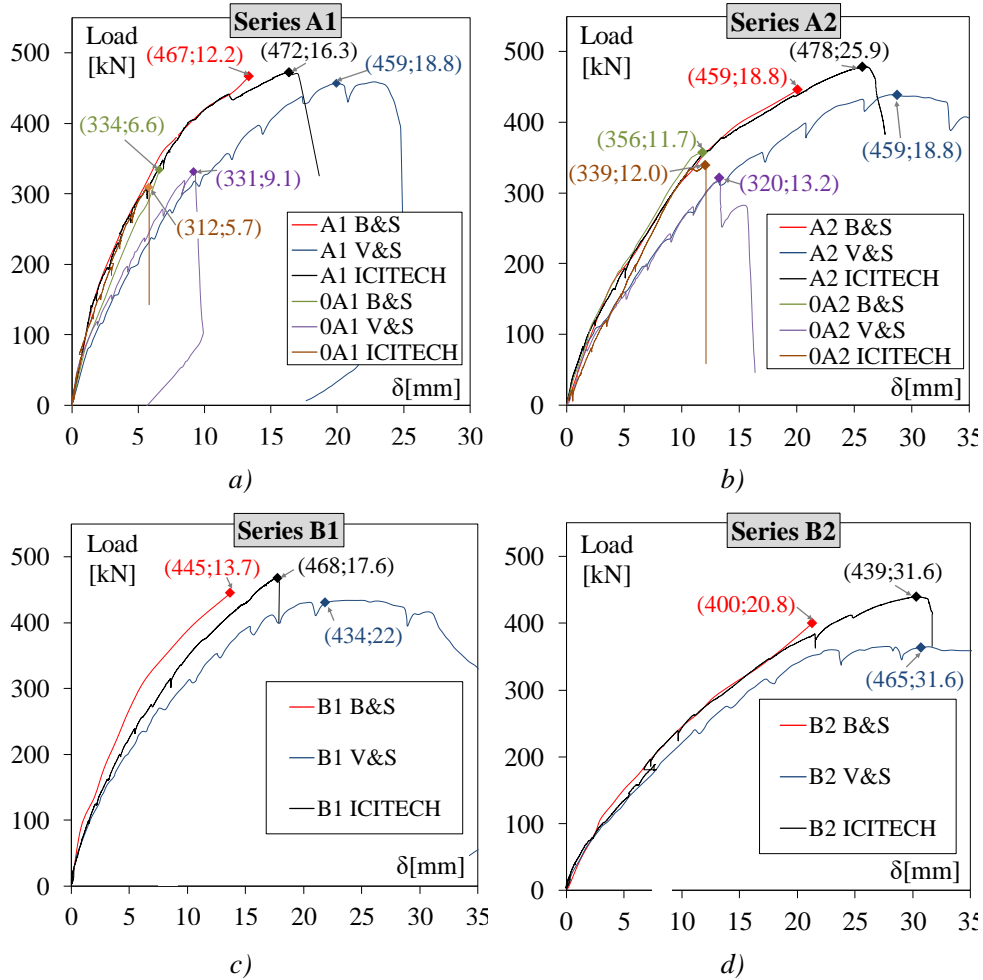 Series A1
Load
[kN]
500
400
300
200
100
0
(467;12.2)
(472;16.3)
(459;18.8)
(334;6.6)
(331;9.1)
(312;5.7)
A1 B&S
A1 V&S
A1 ICITECH
0A1 B&S
0A1 V&S
0A1 ICITECH
δ[mm]
0 5 10 15 20 25 30
a)
Series A2
Load
[kN]
500
400
300
200
100
0
(478;25.9)
(459;18.8)
(356;11.7)
(459;18.8)
(339;12.0)
(320;13.2)
A2 B&S
A2 V&S
A2 ICITECH
0A2 B&S
0A2 V&S
0A2 ICITECH
δ[mm]
0 5 10 15 20 25 30 35
b)
Series B1
Load
[kN]
500
400
300
200
100
0
(445;13.7)
(468;17.6)
(434;22)
B1 B&S
B1 V&S
B1 ICITECH
δ[mm]
0 5 10 15 20 25 30 35
c)
Series B2
Load
[kN]
500
400
300
200
100
0
(439;31.6)
(400;20.8)
(465;31.6)
B2 B&S
B2 V&S
B2 ICITECH
δ[mm]
0 5 10 15 20 25 30 35
d)